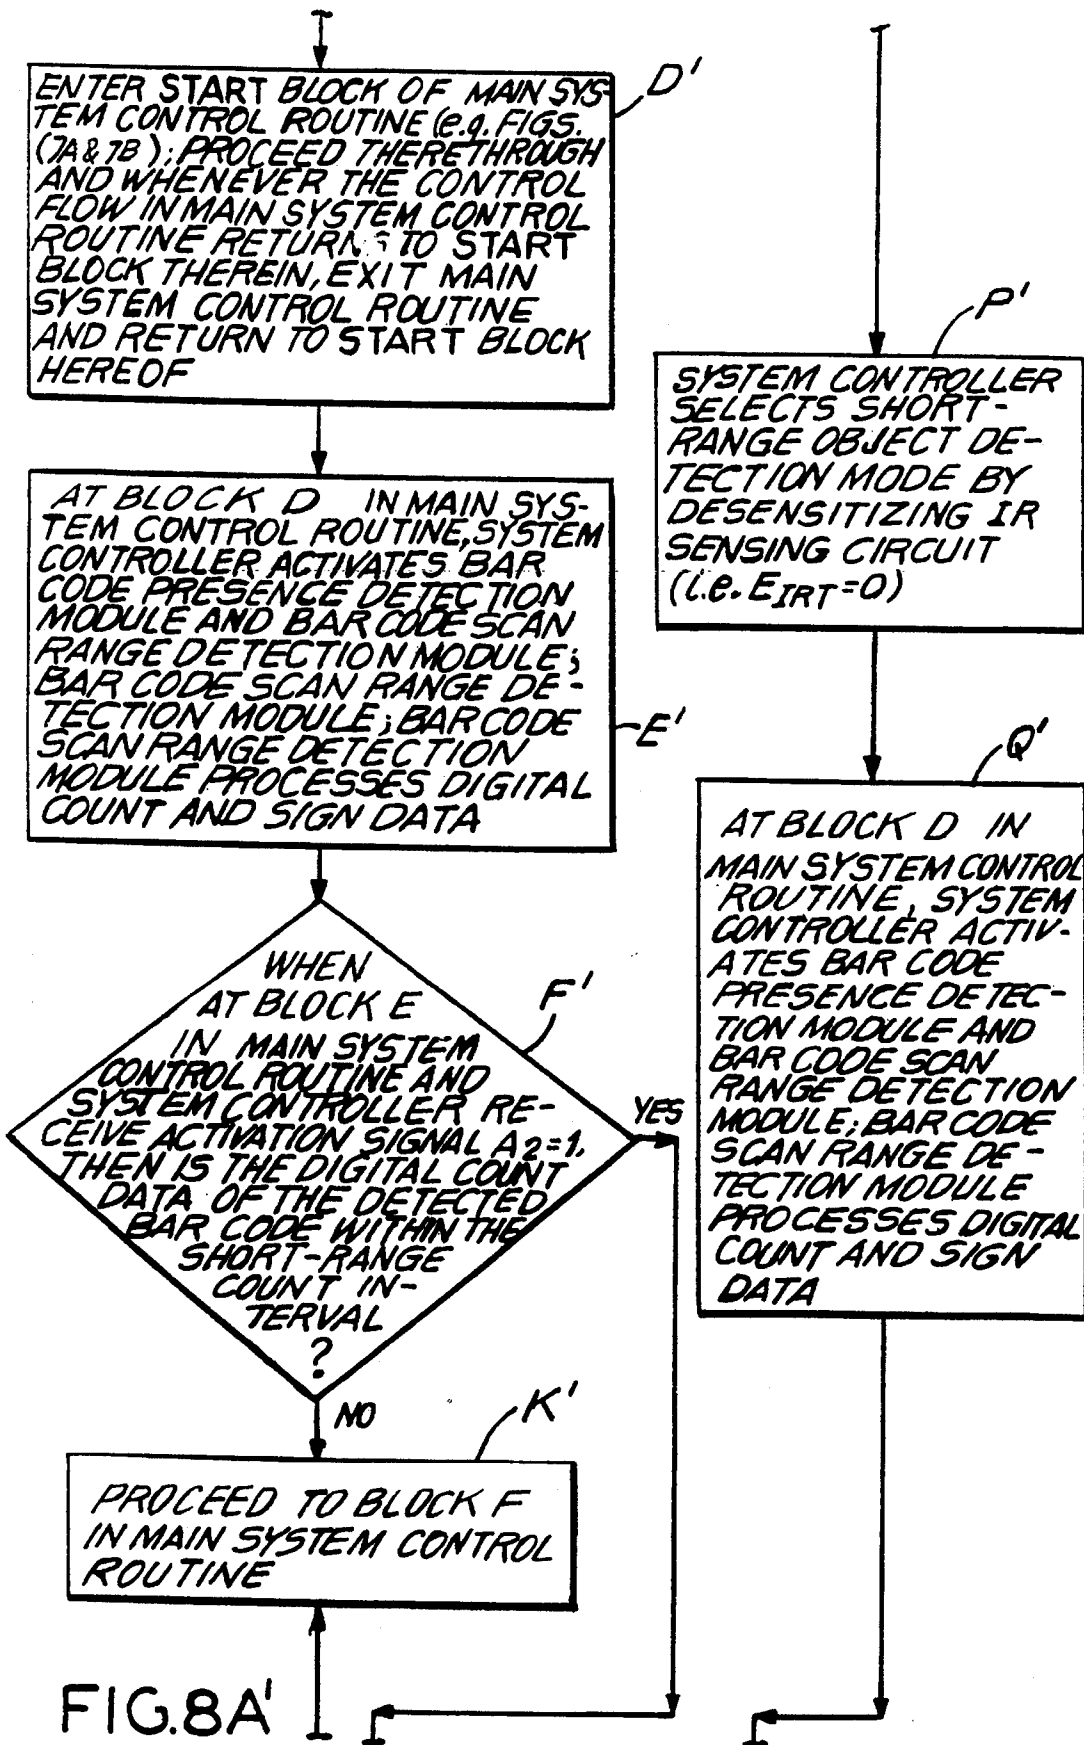 D'
ENTER START BLOCK OF MAIN SYS-
TEM CONTROL ROUTINE (e.g. FIGS.
(7A & 7B); PROCEED THERETHROUGH
AND WHENEVER THE CONTROL
FLOW IN MAIN SYSTEM CONTROL
ROUTINE RETURNS TO START
BLOCK THEREIN, EXIT MAIN
SYSTEM CONTROL ROUTINE
AND RETURN TO START BLOCK
HEREOF
AT BLOCK D IN MAIN SYS-
TEM CONTROL ROUTINE, SYSTEM
CONTROLLER ACTIVATES BAR
CODE PRESENCE DETECTION
MODULE AND BAR CODE SCAN
RANGE DETECTION MODULE;
BAR CODE SCAN RANGE DE-
TECTION MODULE; BAR CODE
SCAN RANGE DETECTION
MODULE PROCESSES DIGITAL
COUNT AND SIGN DATA
E'
WHEN
AT BLOCK E
IN MAIN SYSTEM
CONTROL ROUTINE AND
SYSTEM CONTROLLER RE-
CEIVE ACTIVATION SIGNAL A2=1,
THEN IS THE DIGITAL COUNT
DATA OF THE DETECTED
BAR CODE WITHIN THE
SHORT-RANGE
COUNT IN-
TERVAL
?
F'
YES
NO
K'
PROCEED TO BLOCK F
IN MAIN SYSTEM CONTROL
ROUTINE
P'
SYSTEM CONTROLLER
SELECTS SHORT-
RANGE OBJECT DE-
TECTION MODE BY
DESENSITIZING IR
SENSING CIRCUIT
(i.e. EIRT=0)
Q'
AT BLOCK D IN
MAIN SYSTEM CONTROL
ROUTINE, SYSTEM
CONTROLLER ACTIV-
ATES BAR CODE
PRESENCE DETEC-
TION MODULE AND
BAR CODE SCAN
RANGE DETECTION
MODULE; BAR CODE
SCAN RANGE DE-
TECTION MODULE
PROCESSES DIGITAL
COUNT AND SIGN
DATA
FIG.8A'